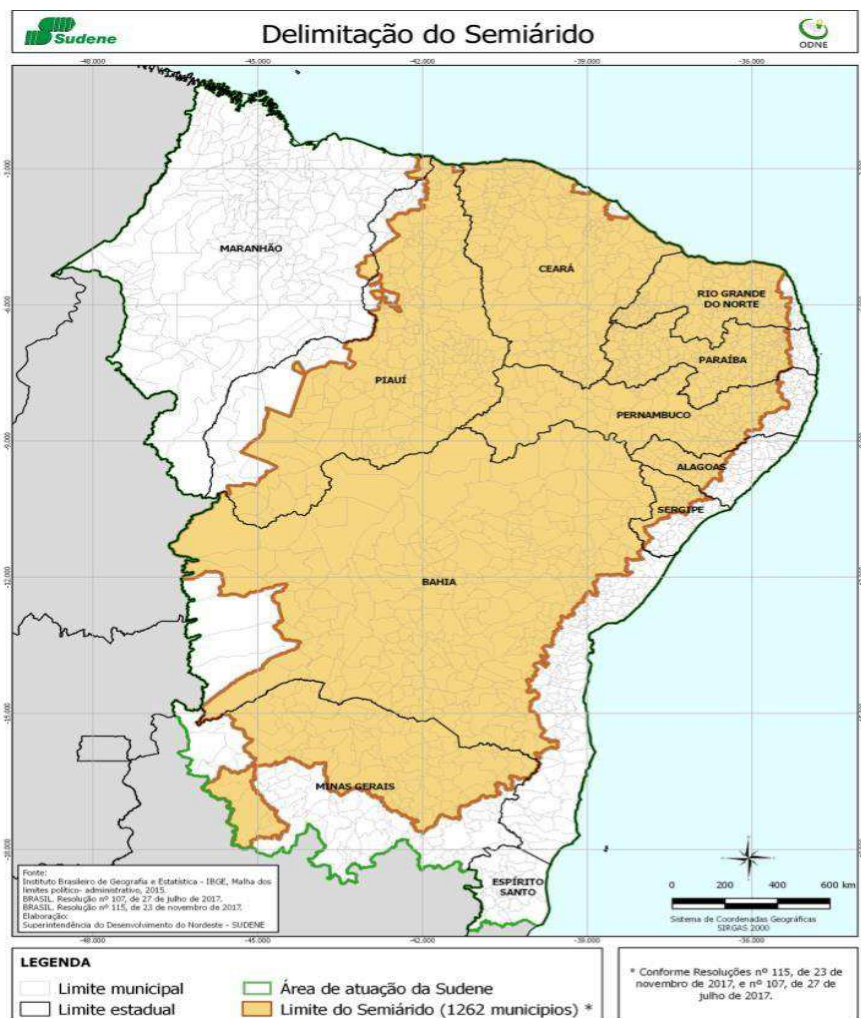 Sudene
Delimitação do Semiárido
ODNE
-48.000 -45.000 -42.000 -39.000 -36.000
MARANHÃO
CEARÁ
RIO GRANDE
DO NORTE
PARAÍBA
PIAUÍ
PERNAMBUCO
ALAGOAS
SERGIPE
BAHIA
MINAS GERAIS
ESPÍRITO
SANTO
Fonte:
Instituto Brasileiro de Geografia e Estatística - IBGE, Malha dos
limites político- administrativo, 2015.
BRASIL. Resolução nº 107, de 27 de julho de 2017.
BRASIL. Resolução nº 115, de 23 de novembro de 2017.
Elaboração:
Superintendência do Desenvolvimento do Nordeste - SUDENE
0 200 400 600 km
Sistema de Coordenadas Geográficas
SIRGAS 2000
-48.000 -45.000 -42.000 -39.000 -36.000
LEGENDA
Limite municipal
Limite estadual
Área de atuação da Sudene
Limite do Semiárido (1262 municípios) *
* Conforme Resoluções nº 115, de 23 de
novembro de 2017, e nº 107, de 27 de
julho de 2017.